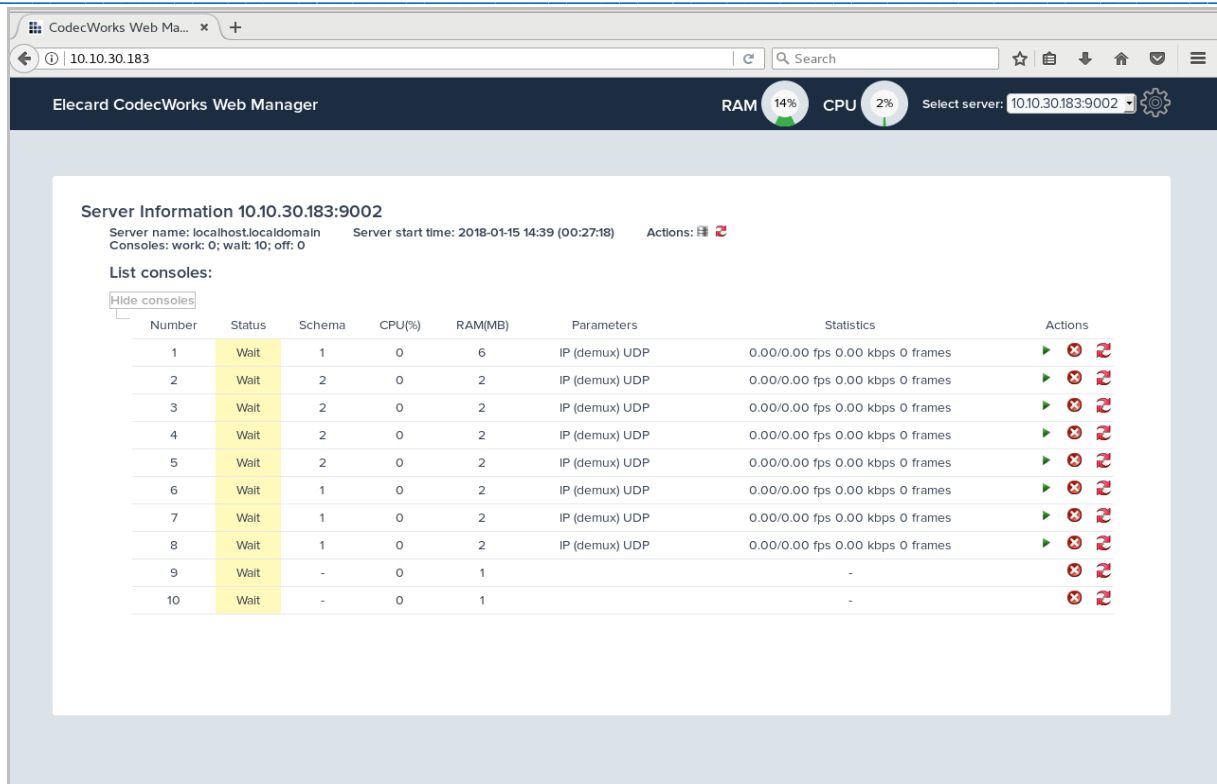 CodecWorks Web Ma... × +
10.10.30.183 Search
Elecard CodecWorks Web Manager RAM 14% CPU 2% Select server: 10.10.30.183:9002
Server Information 10.10.30.183:9002
Server name: localhost.localdomain Server start time: 2018-01-15 14:39 (00:27:18) Actions:
Consoles: work: 0; wait: 10; off: 0
List consoles:
Hide consoles
Number Status Schema CPU(%) RAM(MB) Parameters Statistics Actions
1 Wait 1 0 6 IP (demux) UDP 0.00/0.00 fps 0.00 kbps 0 frames
2 Wait 2 0 2 IP (demux) UDP 0.00/0.00 fps 0.00 kbps 0 frames
3 Wait 2 0 2 IP (demux) UDP 0.00/0.00 fps 0.00 kbps 0 frames
4 Wait 2 0 2 IP (demux) UDP 0.00/0.00 fps 0.00 kbps 0 frames
5 Wait 2 0 2 IP (demux) UDP 0.00/0.00 fps 0.00 kbps 0 frames
6 Wait 1 0 2 IP (demux) UDP 0.00/0.00 fps 0.00 kbps 0 frames
7 Wait 1 0 2 IP (demux) UDP 0.00/0.00 fps 0.00 kbps 0 frames
8 Wait 1 0 2 IP (demux) UDP 0.00/0.00 fps 0.00 kbps 0 frames
9 Wait - 0 1 -
10 Wait - 0 1 -